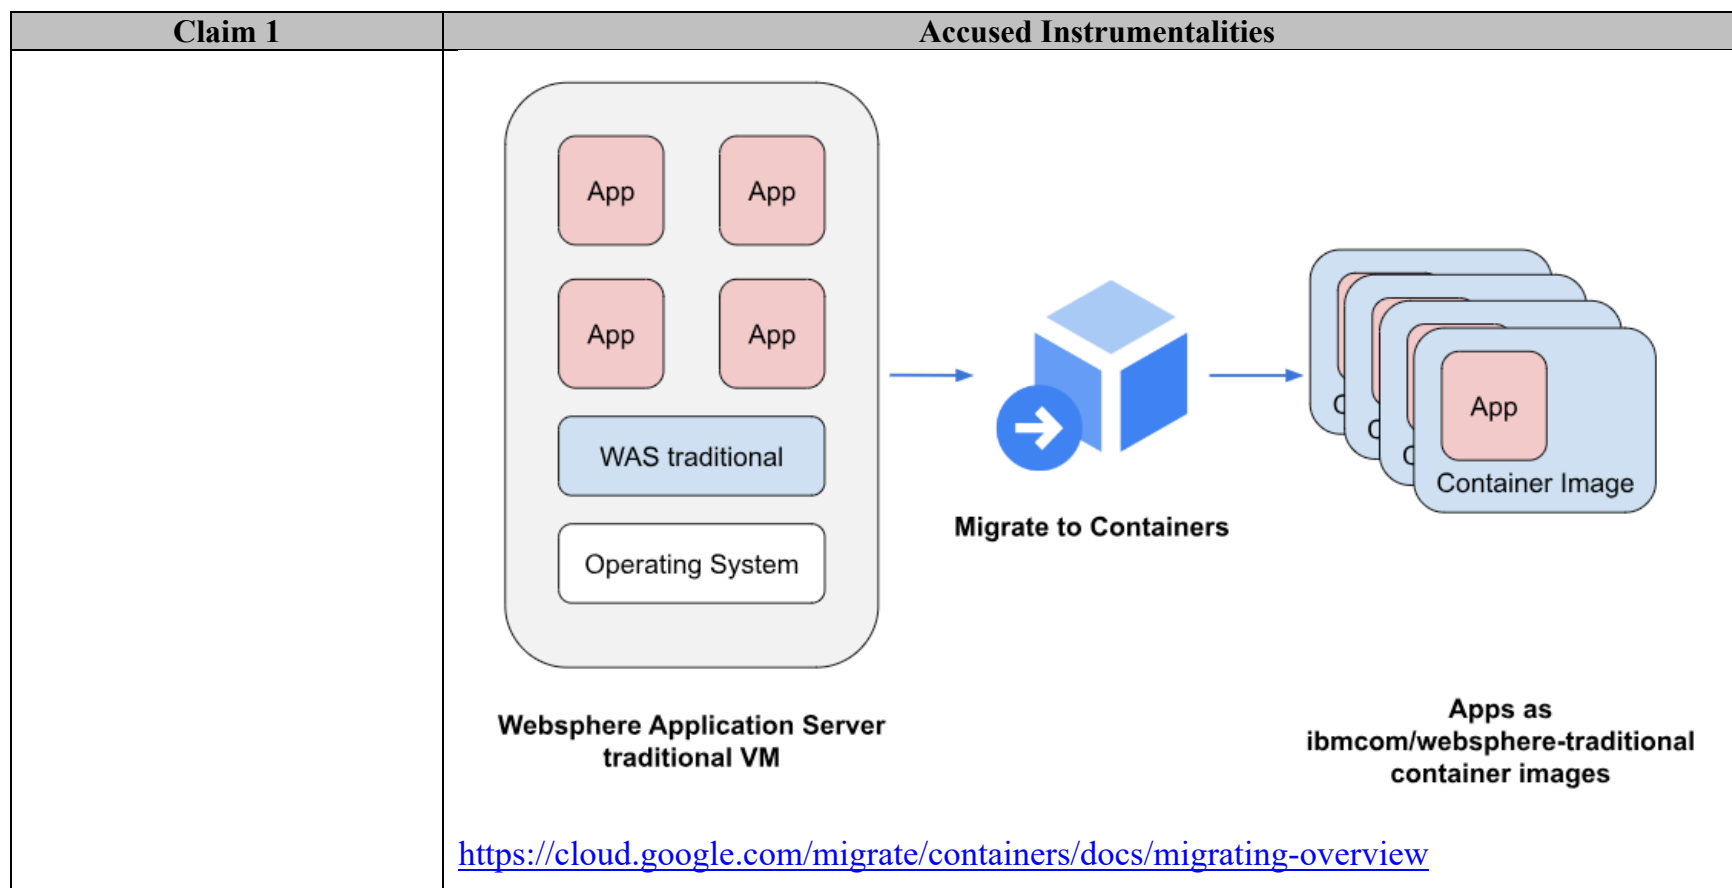 Claim 1
Accused Instrumentalities
App
App
App
App
WAS traditional
Operating System
Websphere Application Server
traditional VM
Migrate to Containers
C
C
C
App
Container Image
Apps as
ibmcom/websphere-traditional
container images
https://cloud.google.com/migrate/containers/docs/migrating-overview